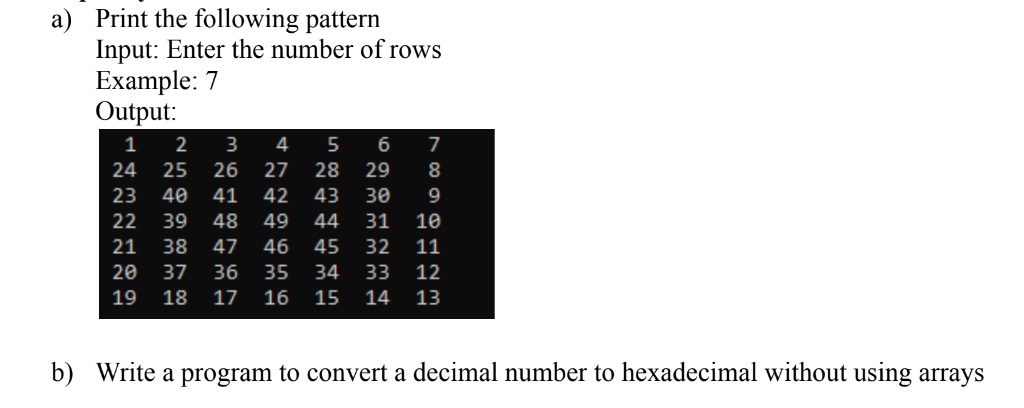 a) Print the following pattern
Input: Enter the number of rows
Example: 7
Output:
1 2 3 4 5 6 7
24 25 26 27 28 29 8
23 40 41 42 43 30 9
22 39 48 49 44 31 10
21 38 47 46 45 32 11
20 37 36 35 34 33 12
19 18 17 16 15 14 13
b) Write a program to convert a decimal number to hexadecimal without using arrays